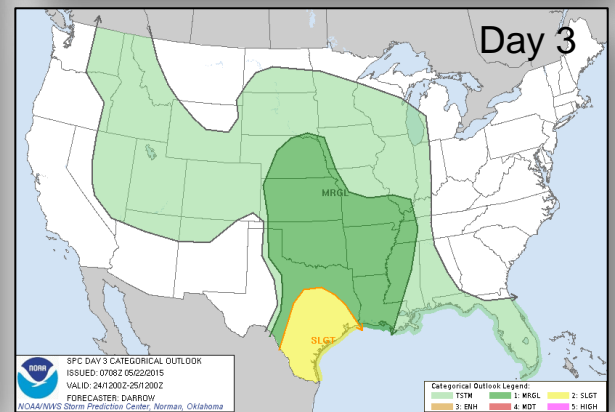 Day 3
MRGL
SLGT
NOAA
SPC DAY 3 CATEGORICAL OUTLOOK
ISSUED: 0708Z 05/22/2015
VALID: 24/1200Z-25/1200Z
FORECASTER: DARROW
NOAA/NWS Storm Prediction Center, Norman, Oklahoma
Categorical Outlook Legend:
TSTM 1: MRGL 2: SLGT
3: ENH 4: MDT 5: HIGH